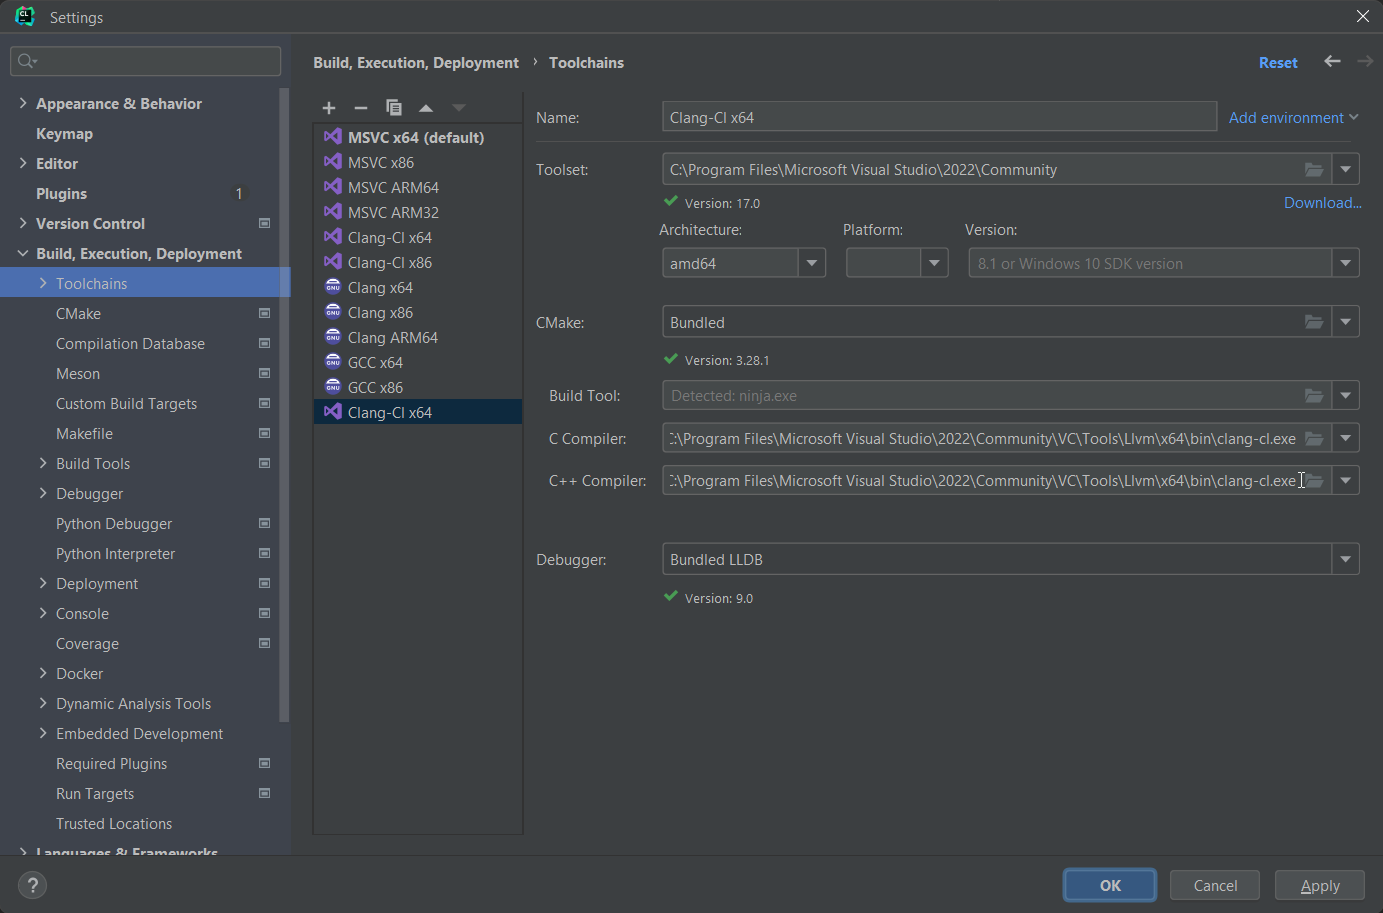 CL
Settings
Appearance & Behavior
Keymap
Editor
Plugins 1
Version Control
Build, Execution, Deployment
Toolchains
CMake
Compilation Database
Meson
Custom Build Targets
Makefile
Build Tools
Debugger
Python Debugger
Python Interpreter
Deployment
Console
Coverage
Docker
Dynamic Analysis Tools
Embedded Development
Required Plugins
Run Targets
Trusted Locations
Languages & Frameworks
Build, Execution, Deployment › Toolchains
Reset
MSVC x64 (default)
MSVC x86
MSVC ARM64
MSVC ARM32
Clang-Cl x64
Clang-Cl x86
GNU Clang x64
GNU Clang x86
GNU Clang ARM64
GNU GCC x64
GNU GCC x86
Clang-Cl x64
Name: Clang-Cl x64 Add environment
Toolset: C:\Program Files\Microsoft Visual Studio\2022\Community
Version: 17.0 Download...
Architecture: Platform: Version:
amd64 8.1 or Windows 10 SDK version
CMake: Bundled
Version: 3.28.1
Build Tool: Detected: ninja.exe
C Compiler: :\Program Files\Microsoft Visual Studio\2022\Community\VC\Tools\Llvm\x64\bin\clang-cl.exe
C++ Compiler: :\Program Files\Microsoft Visual Studio\2022\Community\VC\Tools\Llvm\x64\bin\clang-cl.exe
Debugger: Bundled LLDB
Version: 9.0
? OK Cancel Apply